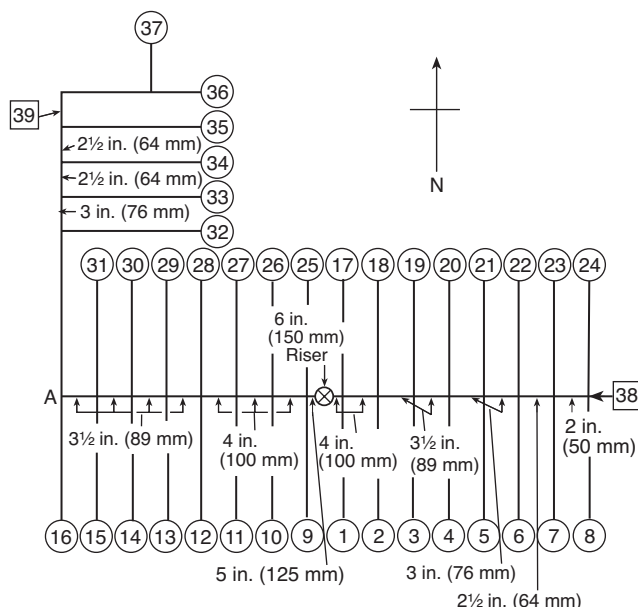 37
36
39
35
2½ in. (64 mm)
34
2½ in. (64 mm)
33
3 in. (76 mm)
32
N
31 30 29 28 27 26 25 17 18 19 20 21 22 23 24
6 in.
(150 mm)
Riser
A
38
3½ in. (89 mm)
4 in.
(100 mm)
4 in.
(100 mm)
3½ in.
(89 mm)
2 in.
(50 mm)
16 15 14 13 12 11 10 9 1 2 3 4 5 6 7 8
5 in. (125 mm)
3 in. (76 mm)
2½ in. (64 mm)